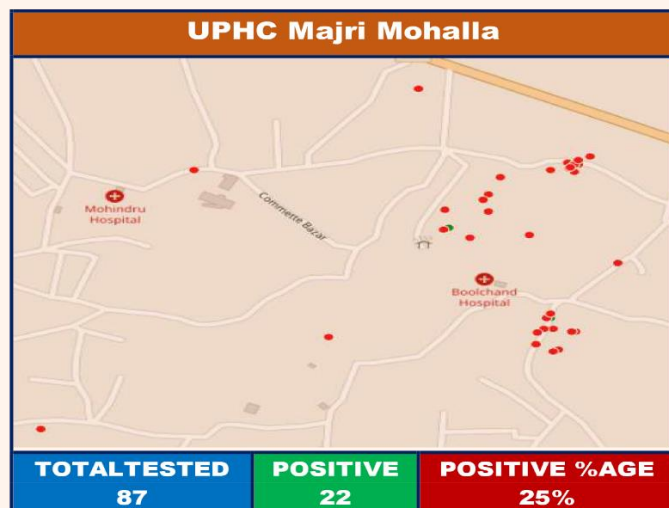 UPHC Majri Mohalla
Mohindru
Hospital
Commette Bazar
Boolchand
Hospital
TOTALTESTED
87
POSITIVE
22
POSITIVE %AGE
25%